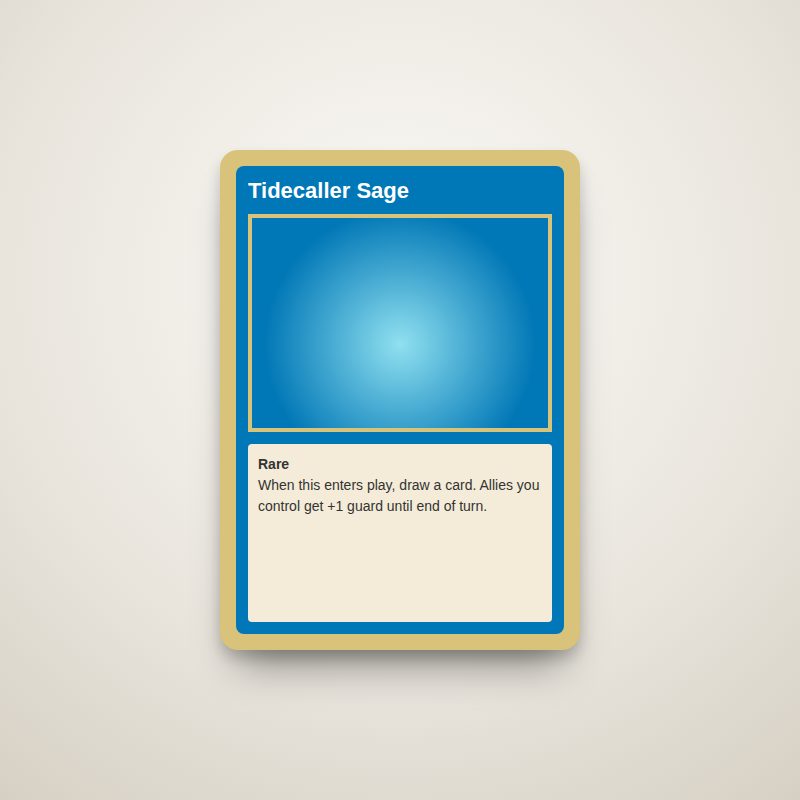 Tidecaller Sage
Rare
When this enters play, draw a card. Allies you
control get +1 guard until end of turn.